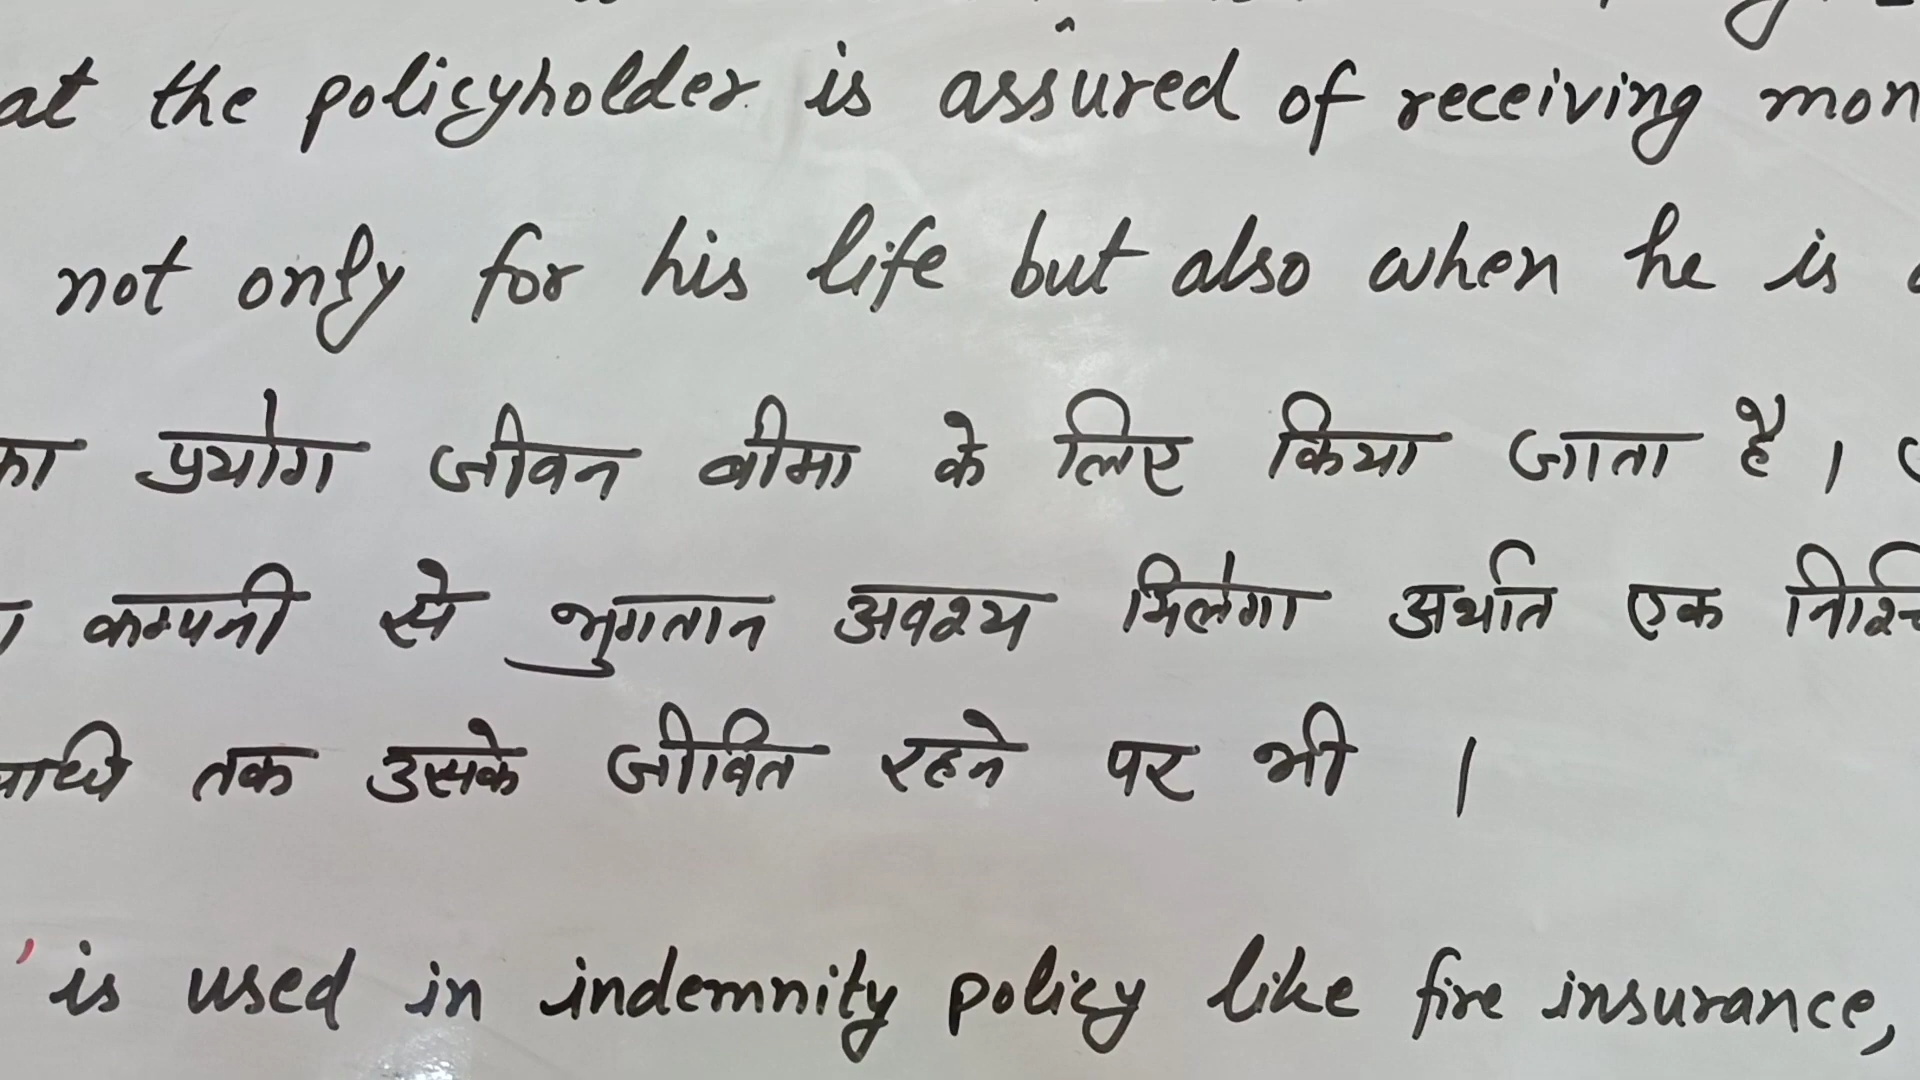 at the policyholder is assured of receiving mon
not only for his life but also when he is
का प्रयोग जीवन बीमा के लिए किया जाता है ।
कम्पनी से भुगतान अवश्य मिलेगा अर्थात एक निश्चि
तक उसके जीवित रहने पर भी ।
' is used in indemnity policy like fire insurance,